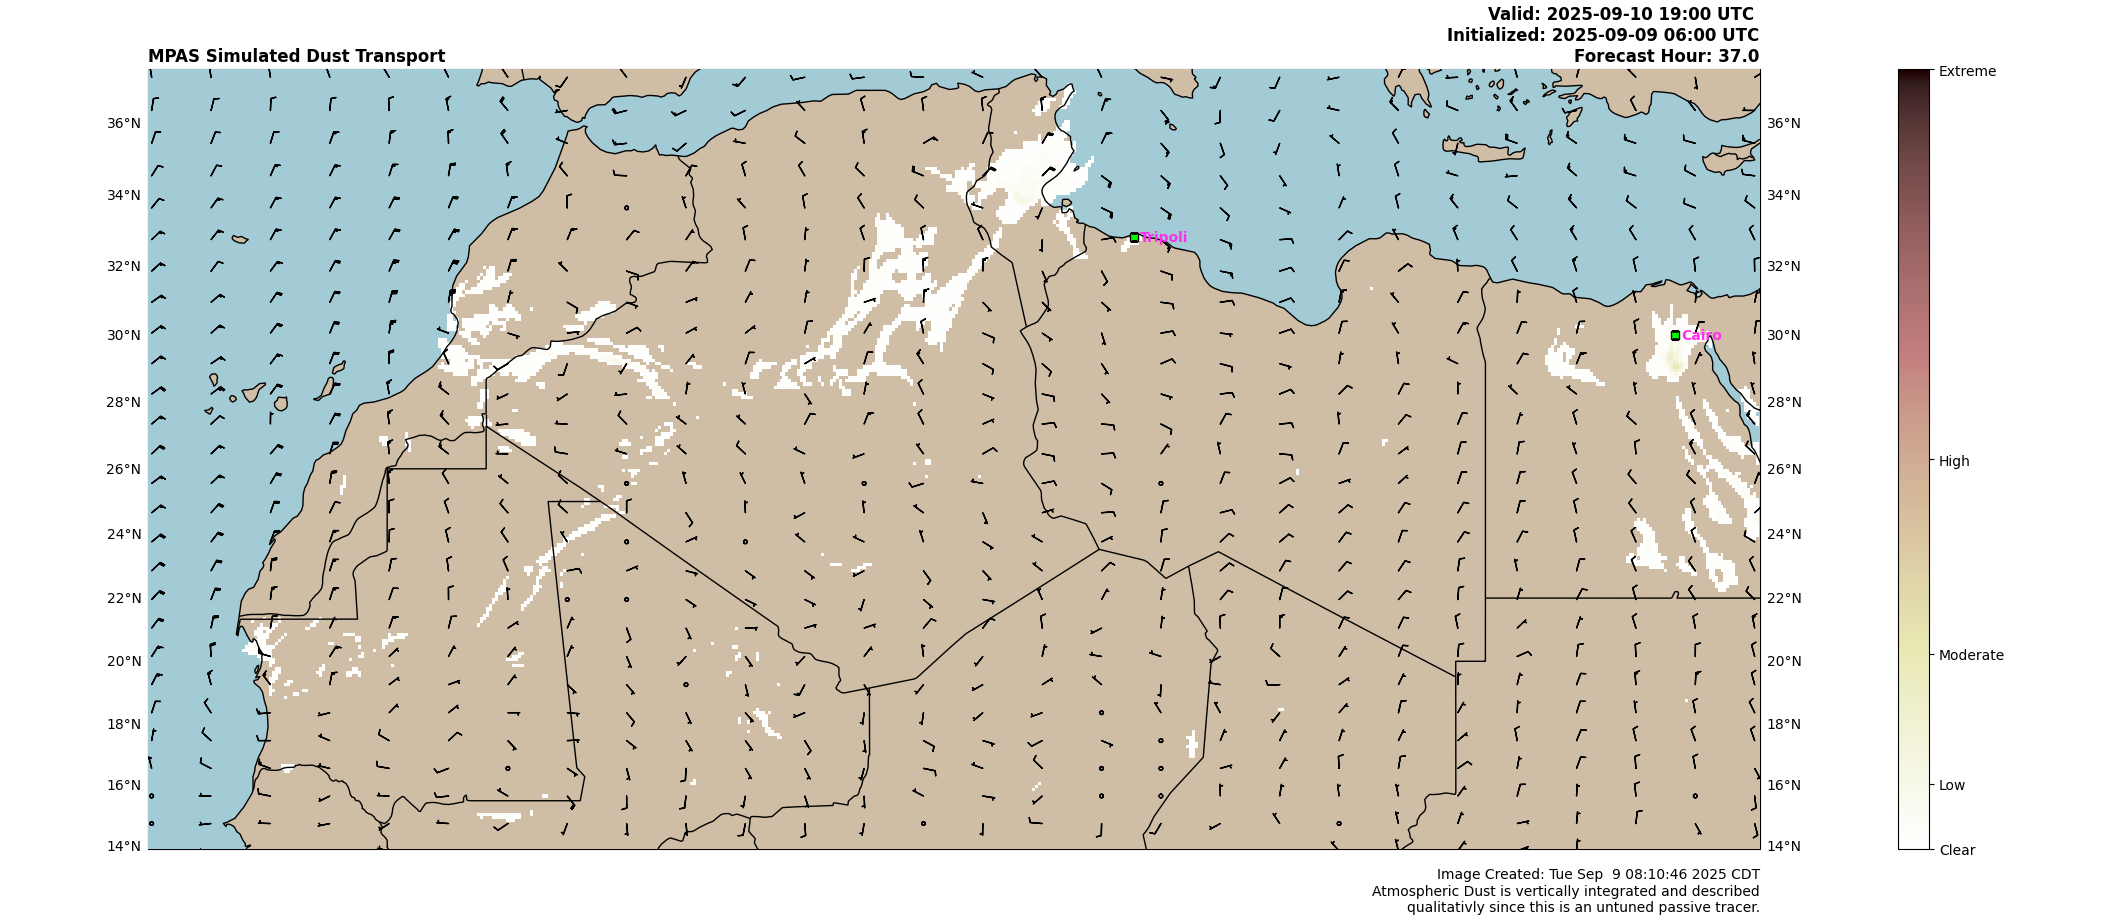 Valid: 2025-09-10 19:00 UTC
Initialized: 2025-09-09 06:00 UTC
MPAS Simulated Dust Transport
Forecast Hour: 37.0
Extreme
36°N
36°N
34°N
34°N
Tripoli
32°N
32°N
30°N
Cairo
30°N
28°N
28°N
26°N
26°N
High
24°N
24°N
22°N
22°N
20°N
20°N
Moderate
18°N
18°N
16°N
16°N
Low
14°N
14°N
Clear
Image Created: Tue Sep  9 08:10:46 2025 CDT
Atmospheric Dust is vertically integrated and described
qualitativly since this is an untuned passive tracer.